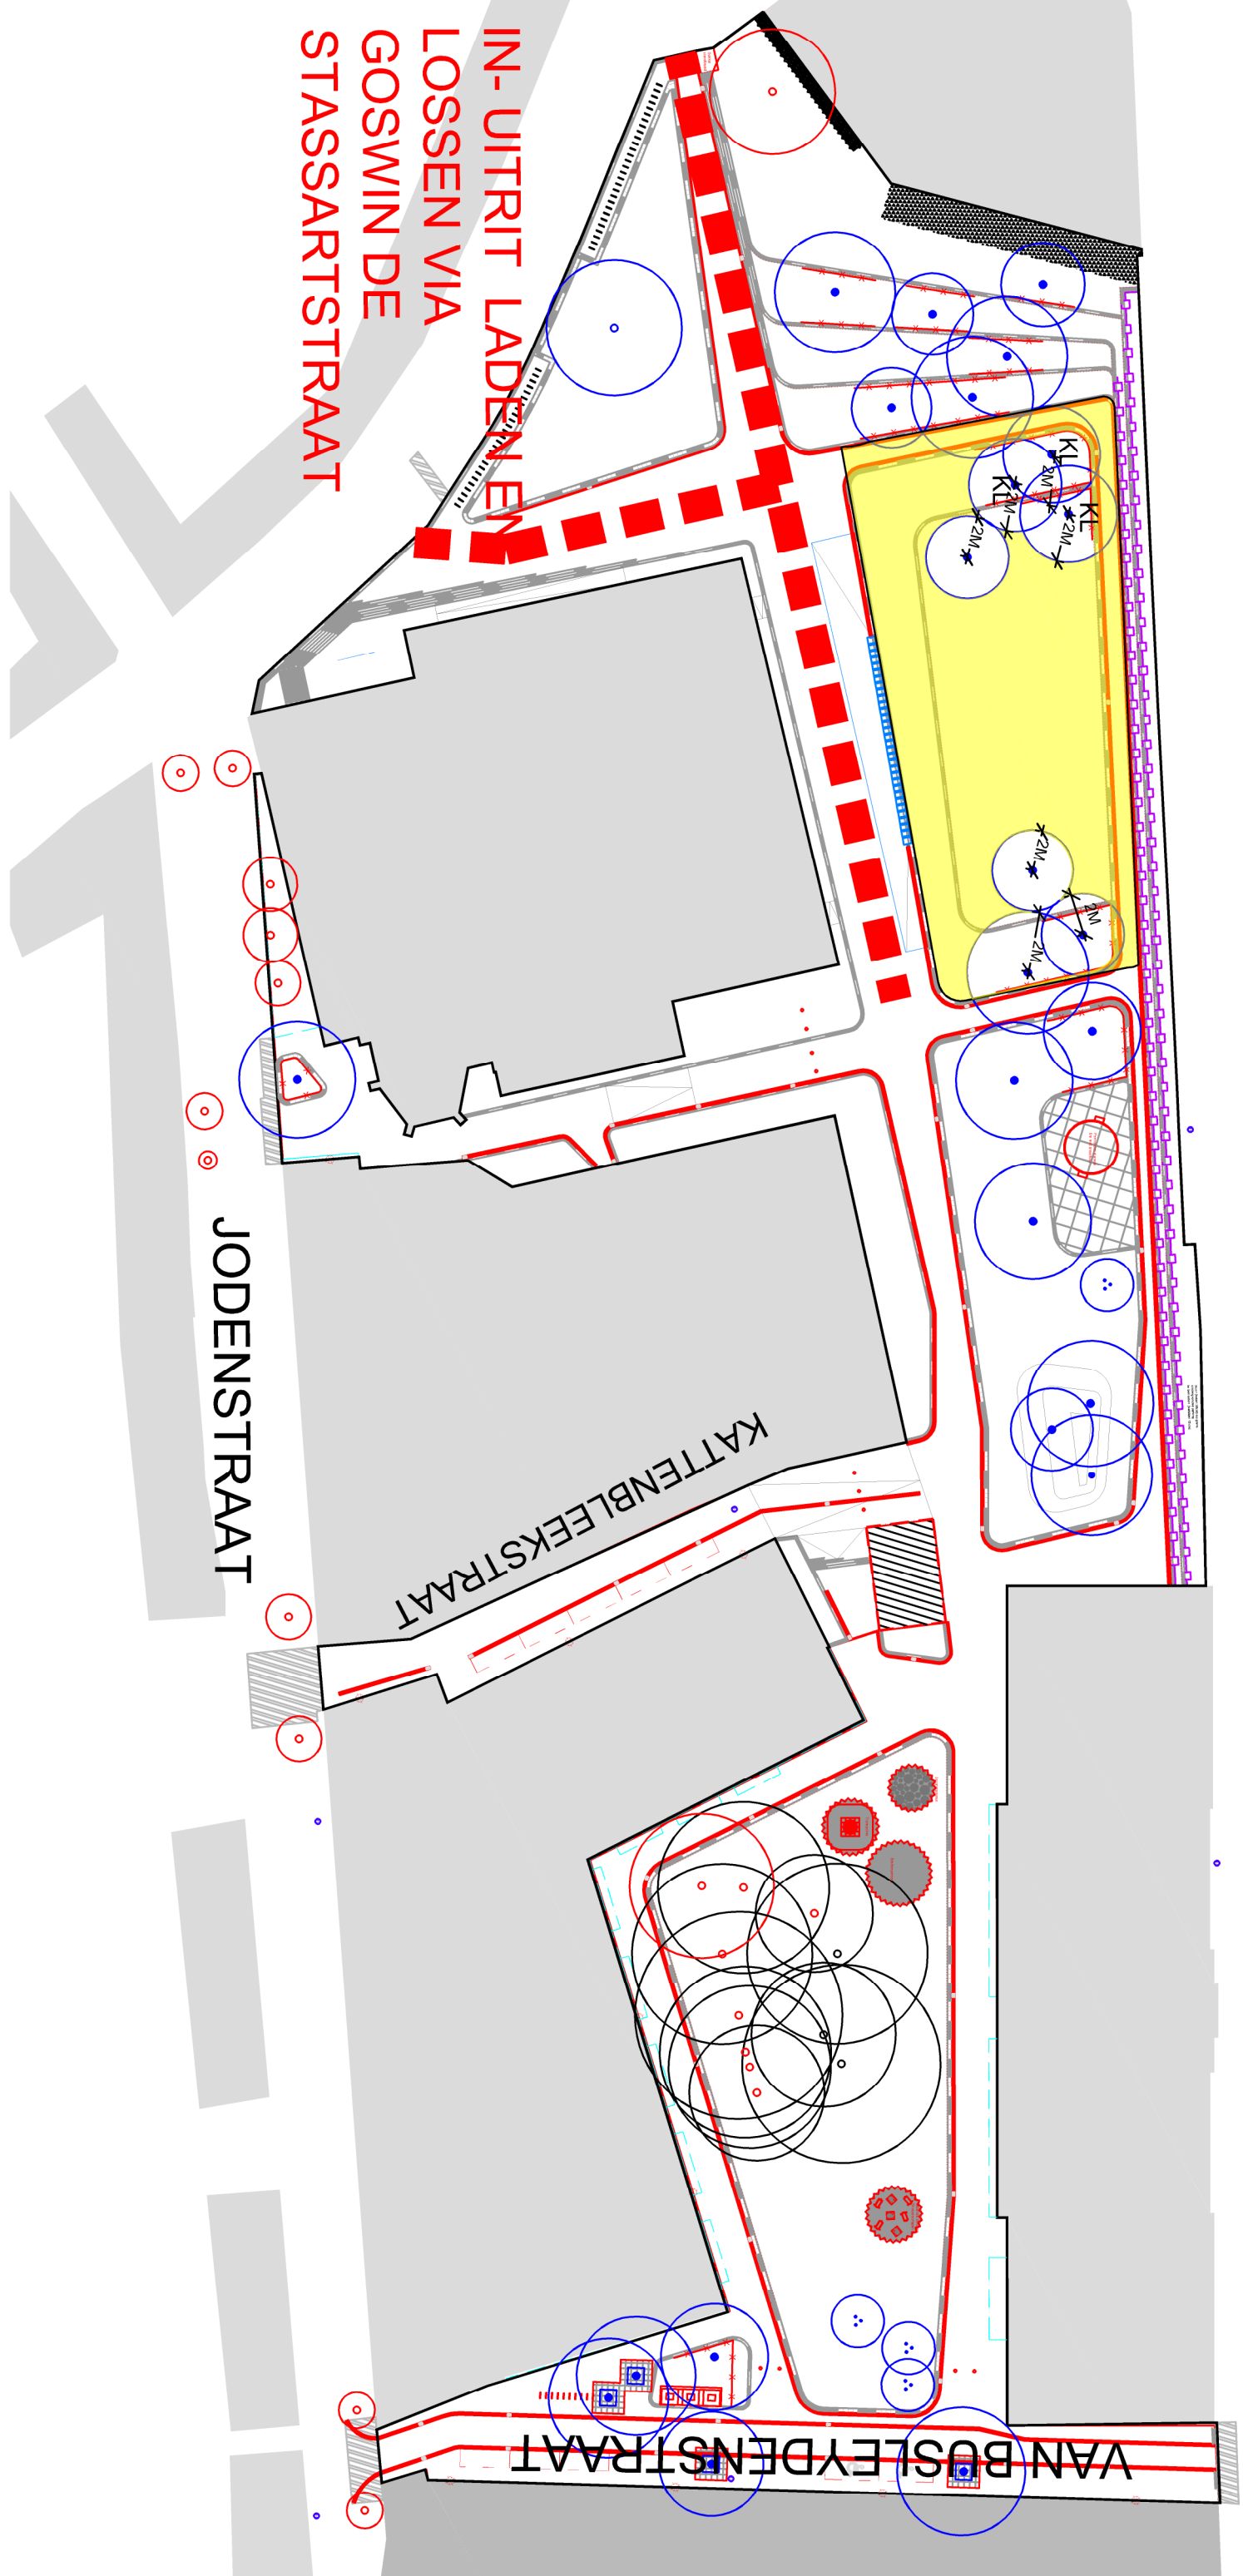 IN- UITRIT LADEN EN
LOSSEN VIA
GOSWIN DE
STASSARTSTRAAT
KL
2M
KL
2M
KL
2M
2M
2M
2M
2M
JODENSTRAAT
KATTENBLEEKSTRAAT
VAN BUSLEYDENSTRAAT